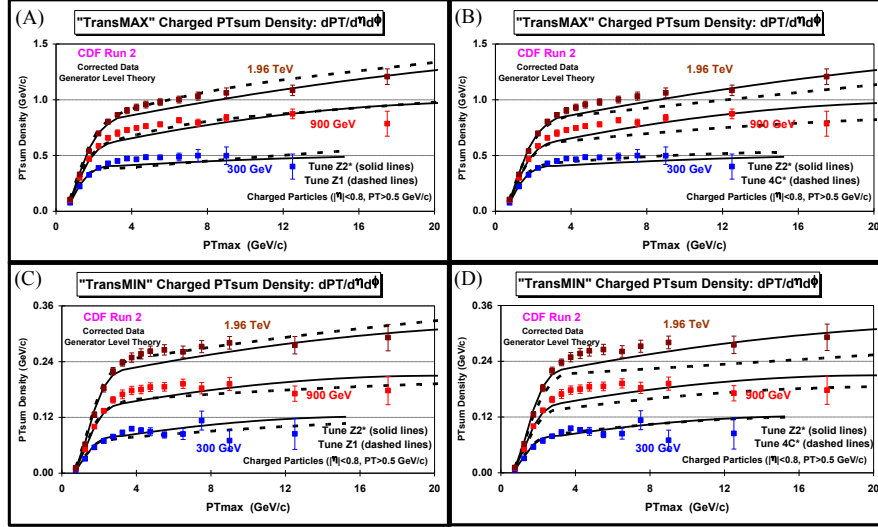 (A)
"TransMAX" Charged PTsum Density: dPT/dηdϕ
1.5
1.0
0.5
0.0
PTsum Density (GeV/c)
CDF Run 2
Corrected Data
Generator Level Theory
1.96 TeV
900 GeV
300 GeV
Tune Z2* (solid lines)
Tune Z1 (dashed lines)
Charged Particles (|η|<0.8, PT>0.5 GeV/c)
0 4 8 12 16 20
PTmax (GeV/c)
(B)
"TransMAX" Charged PTsum Density: dPT/dηdϕ
1.5
1.0
0.5
0.0
PTsum Density (GeV/c)
CDF Run 2
Corrected Data
Generator Level Theory
1.96 TeV
900 GeV
300 GeV
Tune Z2* (solid lines)
Tune 4C* (dashed lines)
Charged Particles (|η|<0.8, PT>0.5 GeV/c)
0 4 8 12 16 20
PTmax (GeV/c)
(C)
"TransMIN" Charged PTsum Density: dPT/dηdϕ
0.36
0.24
0.12
0.00
PTsum Density (GeV/c)
CDF Run 2
Corrected Data
Generator Level Theory
1.96 TeV
900 GeV
300 GeV
Tune Z2* (solid lines)
Tune Z1 (dashed lines)
Charged Particles (|η|<0.8, PT>0.5 GeV/c)
0 4 8 12 16 20
PTmax (GeV/c)
(D)
"TransMIN" Charged PTsum Density: dPT/dηdϕ
0.36
0.24
0.12
0.00
PTsum Density (GeV/c)
CDF Run 2
Corrected Data
Generator Level Theory
1.96 TeV
900 GeV
300 GeV
Tune Z2* (solid lines)
Tune 4C* (dashed lines)
Charged Particles (|η|<0.8, PT>0.5 GeV/c)
0 4 8 12 16 20
PTmax (GeV/c)